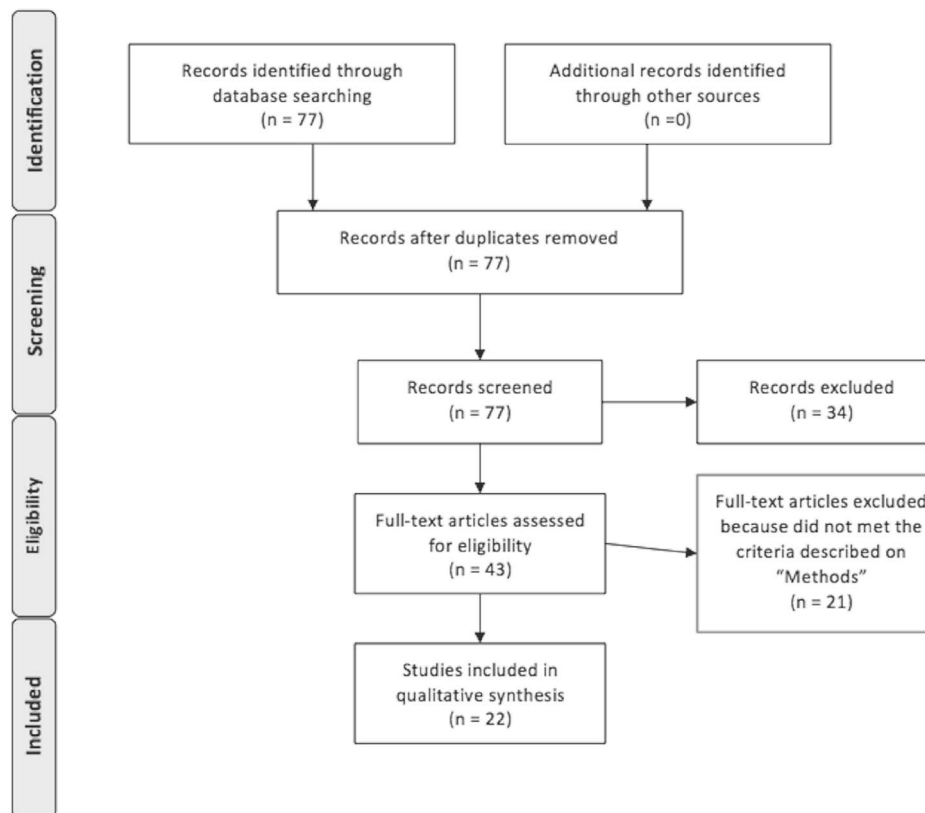 Identification
Records identified through
database searching
(n = 77)
Additional records identified
through other sources
(n =0)
Screening
Records after duplicates removed
(n = 77)
Records screened
(n = 77)
Records excluded
(n = 34)
Eligibility
Full-text articles assessed
for eligibility
(n = 43)
Full-text articles excluded
because did not met the
criteria described on
“Methods”
(n = 21)
Included
Studies included in
qualitative synthesis
(n = 22)